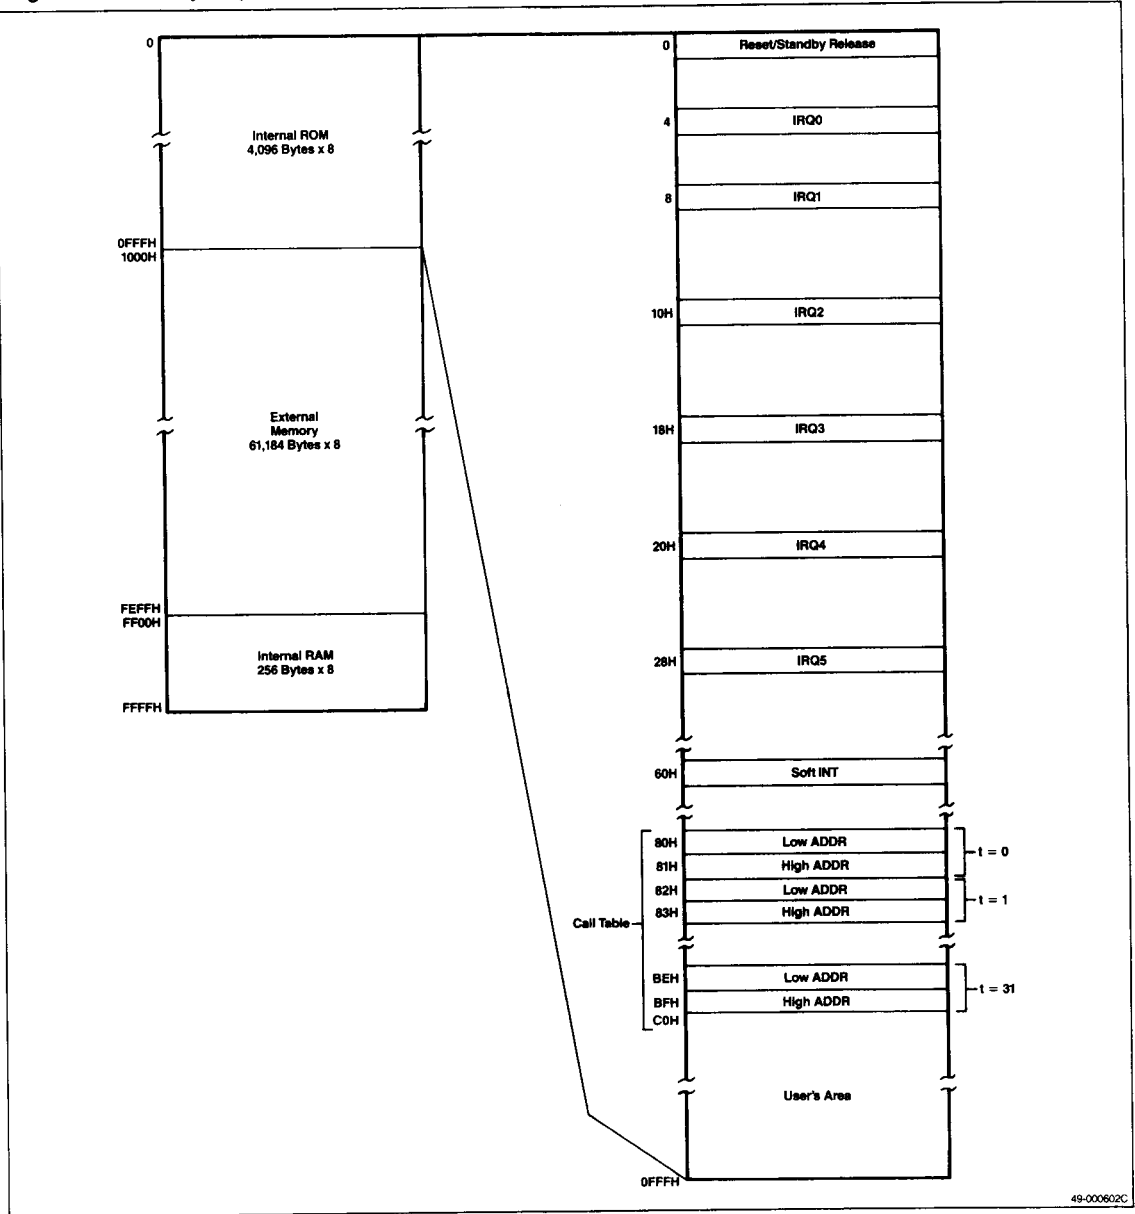 0
Internal ROM
4,096 Bytes x 8
0FFFH
1000H
External
Memory
61,184 Bytes x 8
FEFFH
FF00H
Internal RAM
256 Bytes x 8
FFFFH
0
Reset/Standby Release
4
IRQ0
8
IRQ1
10H
IRQ2
18H
IRQ3
20H
IRQ4
28H
IRQ5
60H
Soft INT
Call Table
80H
Low ADDR
81H
High ADDR
t = 0
82H
Low ADDR
83H
High ADDR
t = 1
BEH
Low ADDR
BFH
High ADDR
t = 31
C0H
User's Area
0FFFH
49-000602C